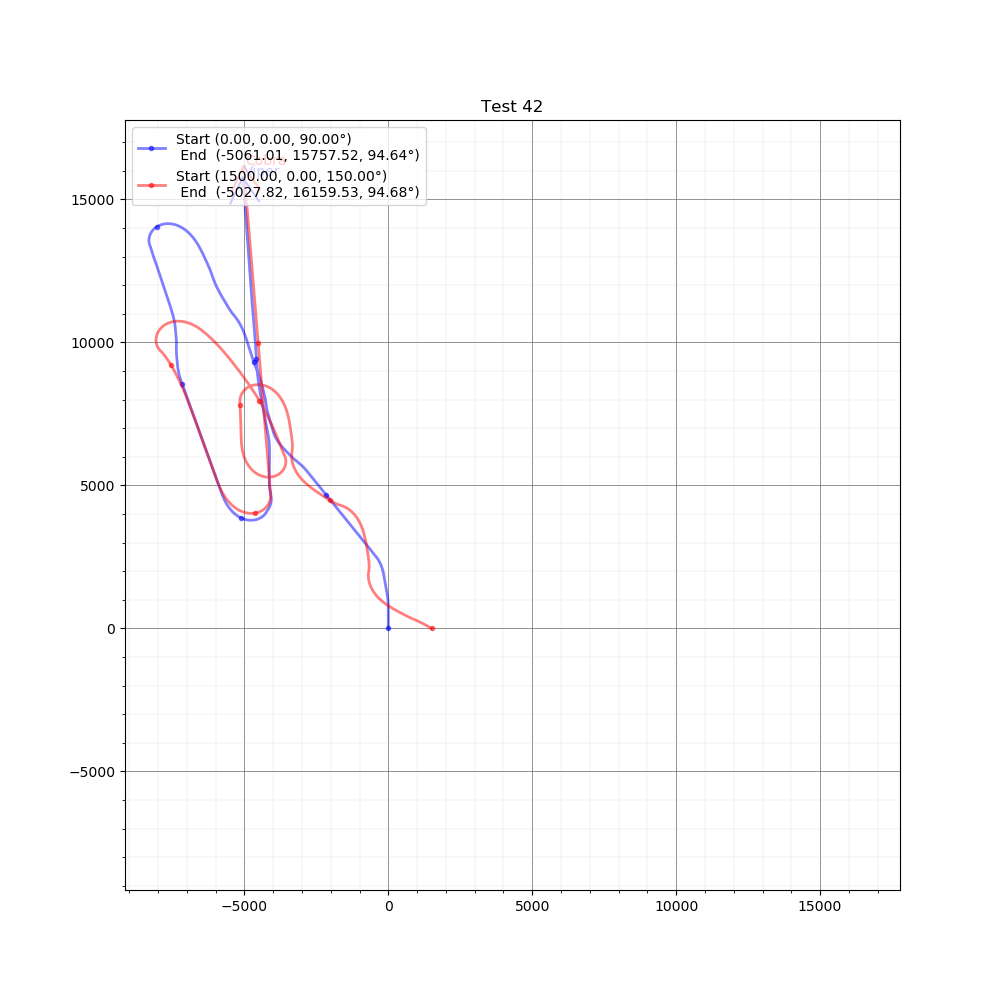 Test 42
Start (0.00, 0.00, 90.00°)
End (-5061.01, 15757.52, 94.64°)
Start (1500.00, 0.00, 150.00°)
End (-5027.82, 16159.53, 94.68°)
15000
10000
5000
0
−5000
−5000 0 5000 10000 15000